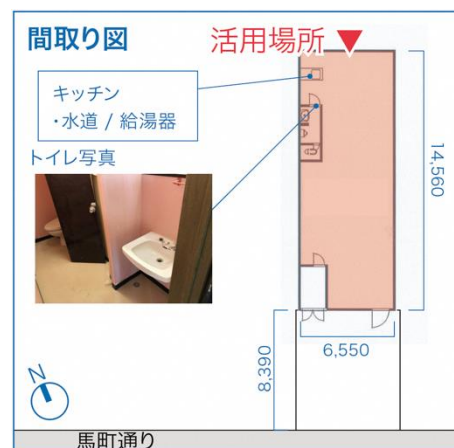 間取り図
活用場所
キッチン
・水道 / 給湯器
トイレ写真
14,560
6,550
8,390
N
馬町通り